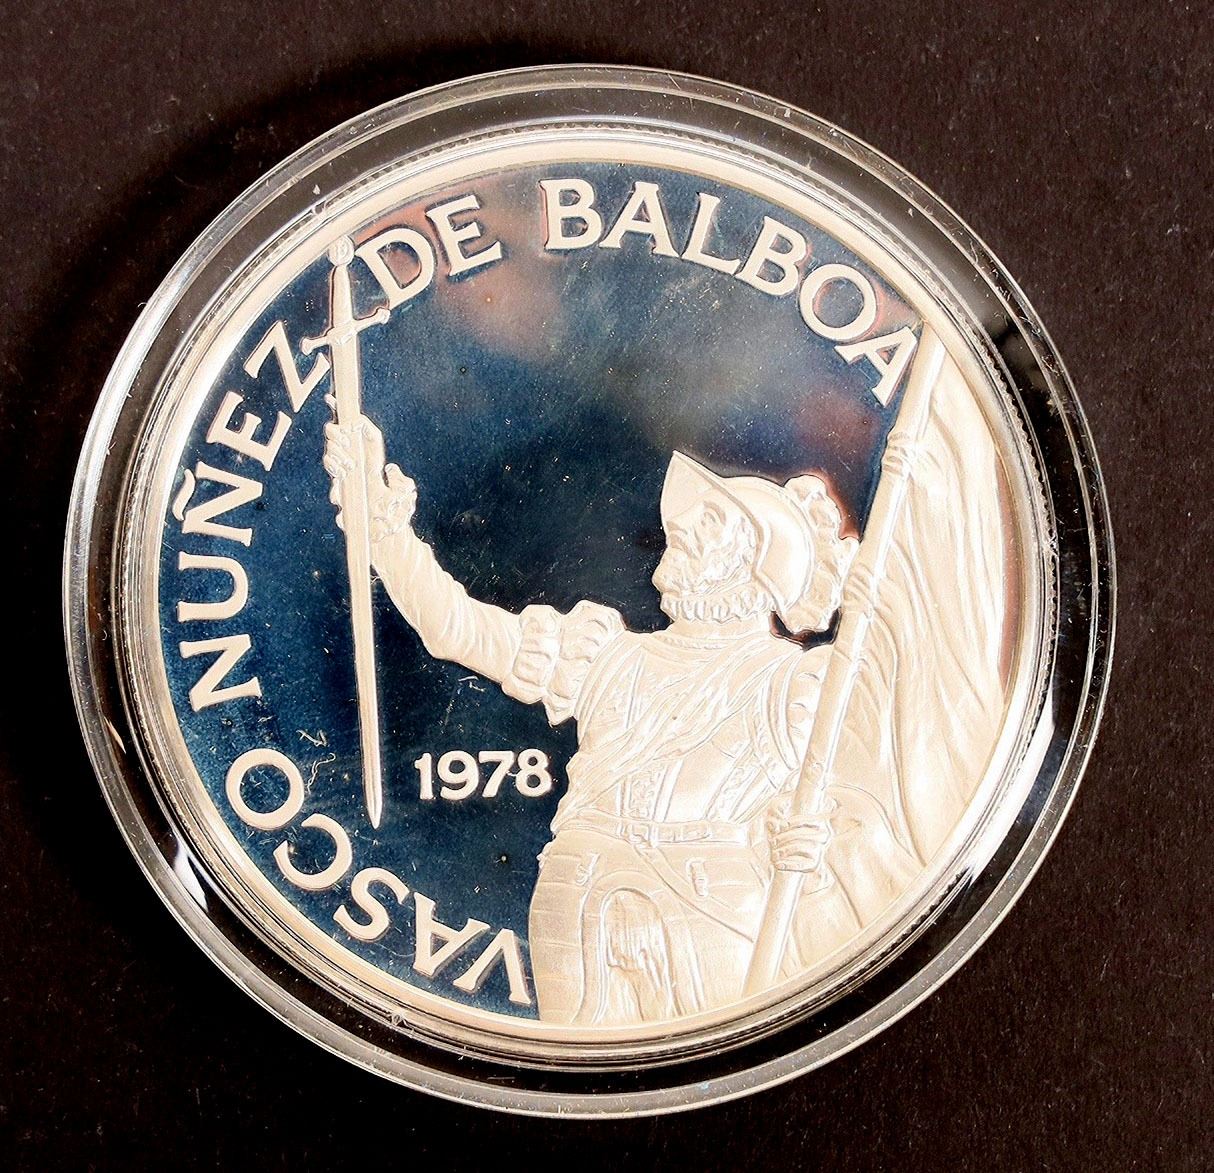 VASCO NUÑEZ DE BALBOA
1978